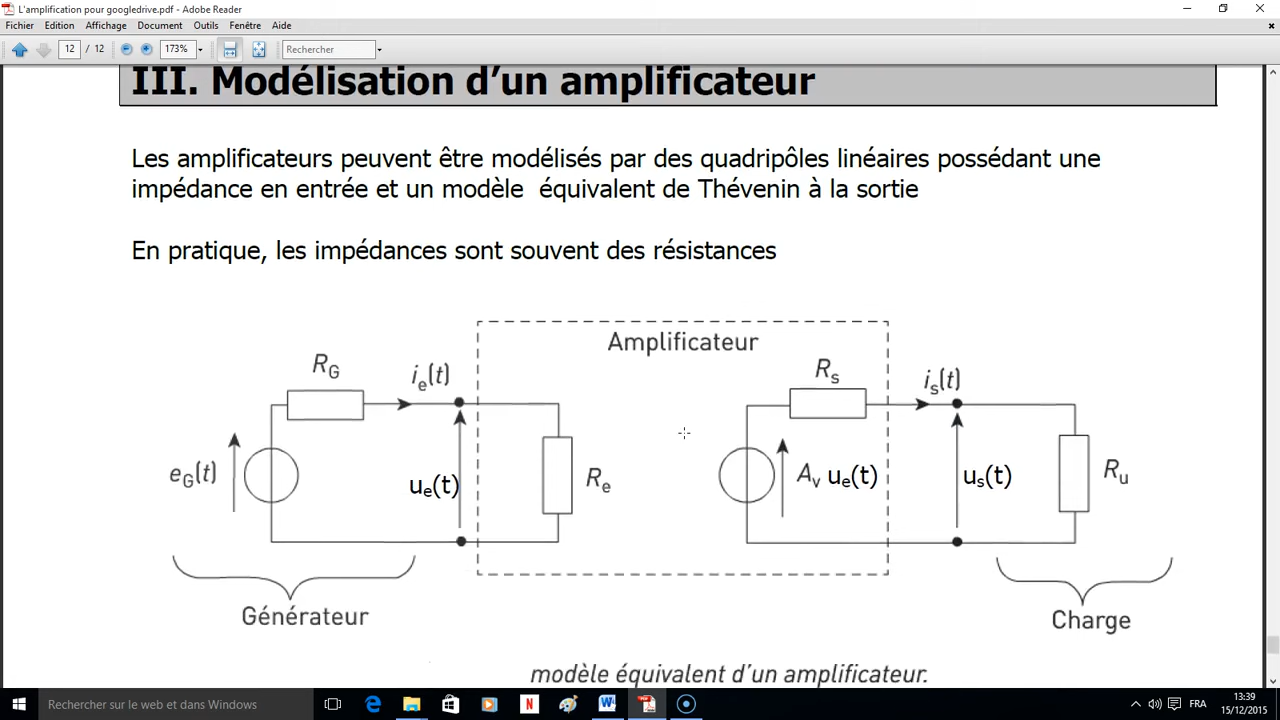 L'amplification pour googledrive.pdf - Adobe Reader
Fichier Edition Affichage Document Outils Fenêtre Aide
12 / 12 173% Rechercher
III. Modélisation d'un amplificateur
Les amplificateurs peuvent être modélisés par des quadripôles linéaires possédant une
impédance en entrée et un modèle équivalent de Thévenin à la sortie
En pratique, les impédances sont souvent des résistances
Amplificateur
RG ie(t) Rs is(t)
eG(t) ue(t) Re Av ue(t) us(t) Ru
Générateur Charge
modèle équivalent d'un amplificateur.
Rechercher sur le web et dans Windows
N
W
FRA
13:39
15/12/2015